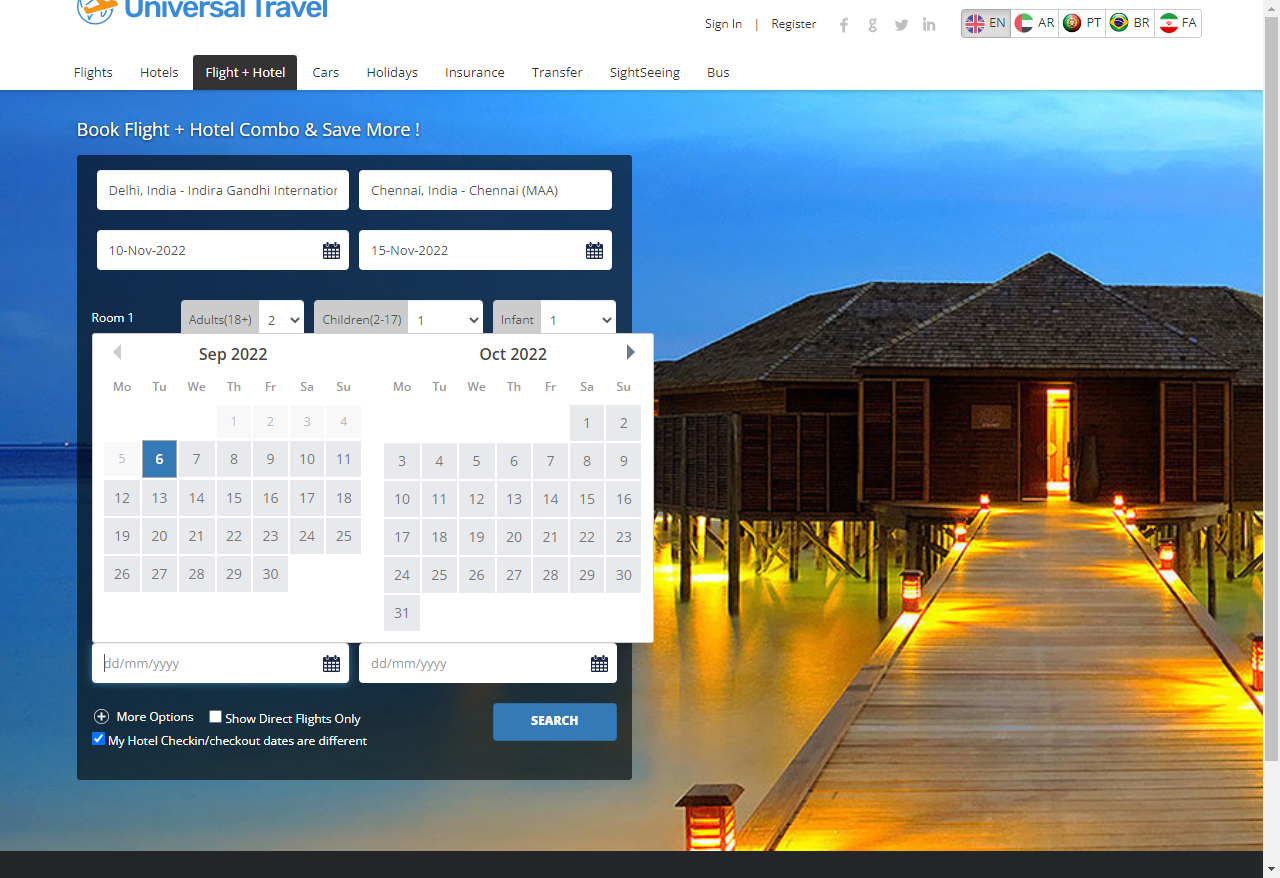 Universal Travel
Sign In | Register
EN AR PT BR FA
Flights Hotels Flight + Hotel Cars Holidays Insurance Transfer SightSeeing Bus
Book Flight + Hotel Combo & Save More !
Delhi, India - Indira Gandhi Internation Chennai, India - Chennai (MAA)
10-Nov-2022 15-Nov-2022
Room 1 Adults(18+) 2 Children(2-17) 1 Infant 1
Sep 2022 Oct 2022
Mo Tu We Th Fr Sa Su Mo Tu We Th Fr Sa Su
1 2 3 4 1 2
5 6 7 8 9 10 11 3 4 5 6 7 8 9
12 13 14 15 16 17 18 10 11 12 13 14 15 16
19 20 21 22 23 24 25 17 18 19 20 21 22 23
26 27 28 29 30 24 25 26 27 28 29 30
31
dd/mm/yyyy dd/mm/yyyy
More Options Show Direct Flights Only SEARCH
My Hotel Checkin/checkout dates are different